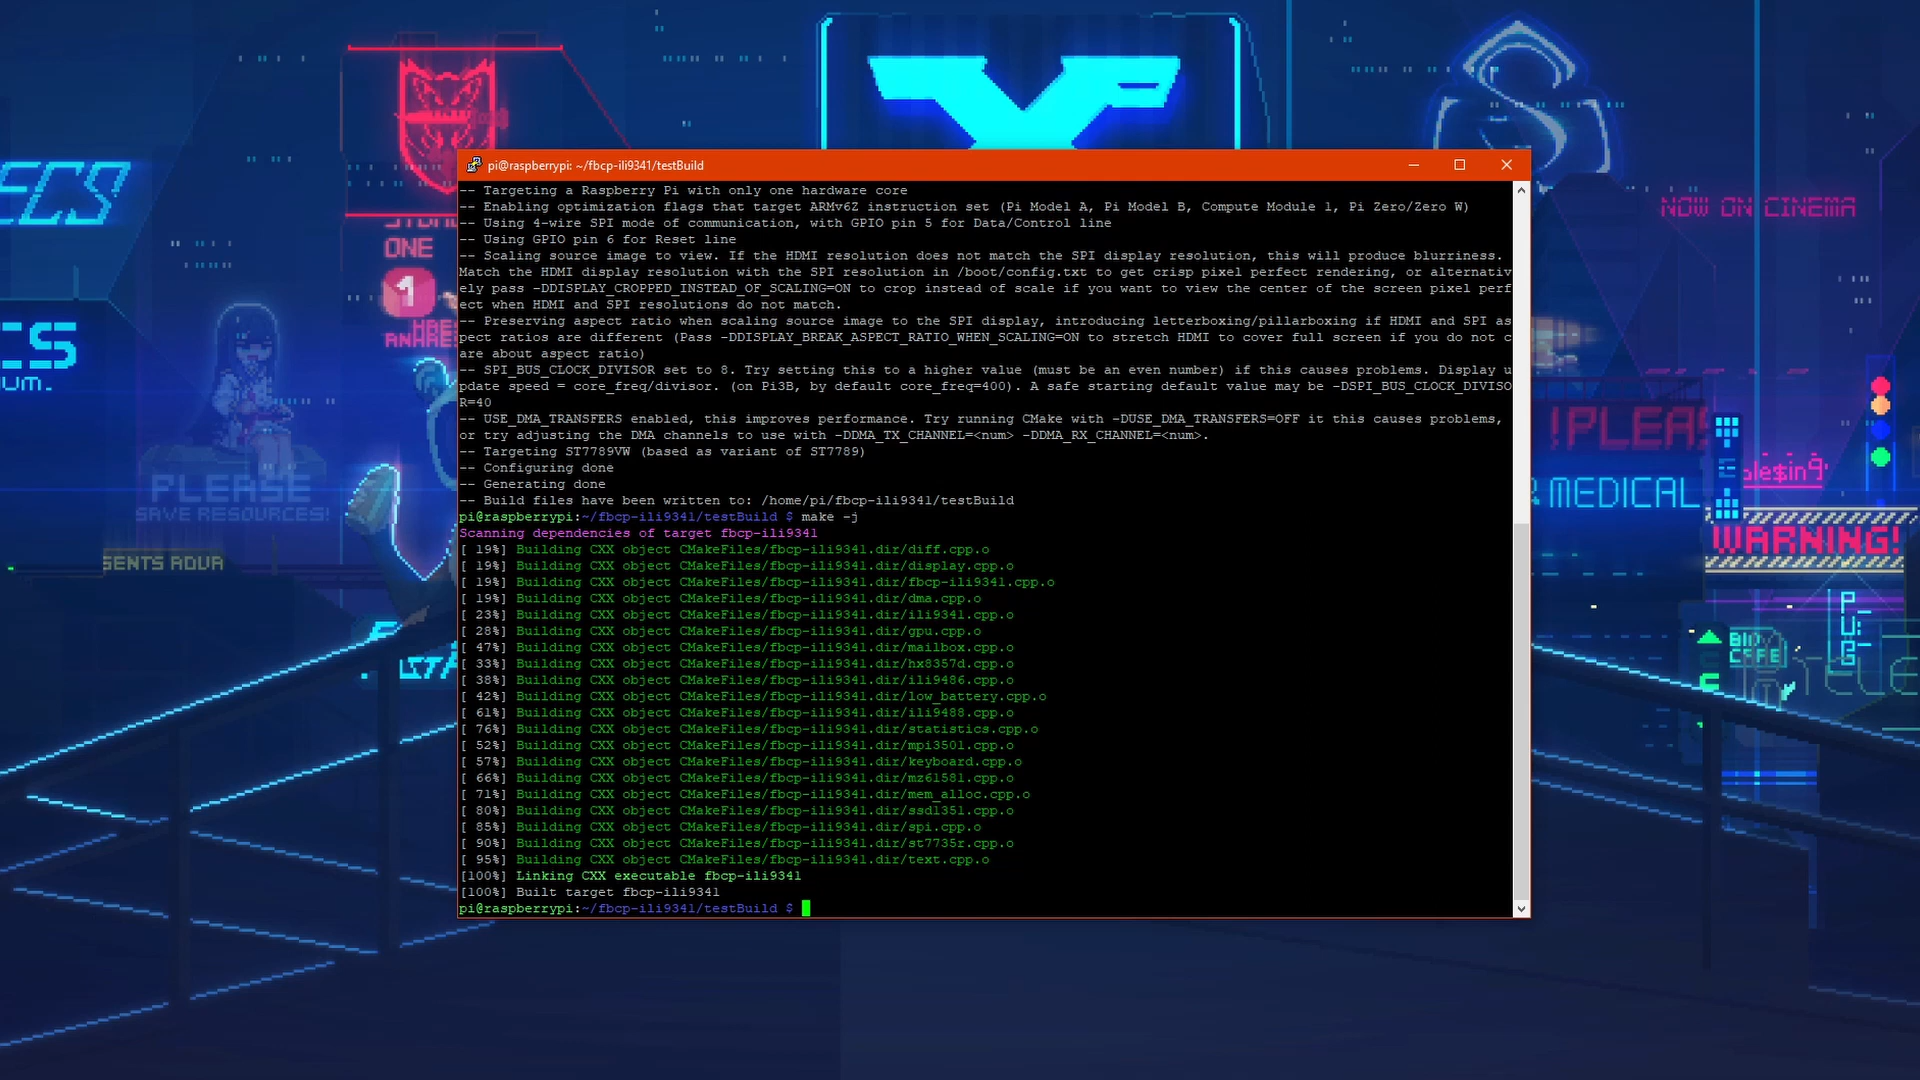 pi@raspberrypi: ~/fbcp-ili9341/testBuild
-- Targeting a Raspberry Pi with only one hardware core
-- Enabling optimization flags that target ARMv6Z instruction set (Pi Model A, Pi Model B, Compute Module 1, Pi Zero/Zero W)
-- Using 4-wire SPI mode of communication, with GPIO pin 5 for Data/Control line
-- Using GPIO pin 6 for Reset line
-- Scaling source image to view. If the HDMI resolution does not match the SPI display resolution, this will produce blurriness.
Match the HDMI display resolution with the SPI resolution in /boot/config.txt to get crisp pixel perfect rendering, or alternativ
ely pass -DDISPLAY_CROPPED_INSTEAD_OF_SCALING=ON to crop instead of scale if you want to view the center of the screen pixel perf
ect when HDMI and SPI resolutions do not match.
-- Preserving aspect ratio when scaling source image to the SPI display, introducing letterboxing/pillarboxing if HDMI and SPI as
pect ratios are different (Pass -DDISPLAY_BREAK_ASPECT_RATIO_WHEN_SCALING=ON to stretch HDMI to cover full screen if you do not c
are about aspect ratio)
-- SPI_BUS_CLOCK_DIVISOR set to 8. Try setting this to a higher value (must be an even number) if this causes problems. Display u
pdate speed = core_freq/divisor. (on Pi3B, by default core_freq=400). A safe starting default value may be -DSPI_BUS_CLOCK_DIVISO
R=40
-- USE_DMA_TRANSFERS enabled, this improves performance. Try running CMake with -DUSE_DMA_TRANSFERS=OFF it this causes problems,
or try adjusting the DMA channels to use with -DDMA_TX_CHANNEL=<num> -DDMA_RX_CHANNEL=<num>.
-- Targeting ST7789VW (based as variant of ST7789)
-- Configuring done
-- Generating done
-- Build files have been written to: /home/pi/fbcp-ili9341/testBuild
pi@raspberrypi:~/fbcp-ili9341/testBuild $ make -j
Scanning dependencies of target fbcp-ili9341
[ 19%] Building CXX object CMakeFiles/fbcp-ili9341.dir/diff.cpp.o
[ 19%] Building CXX object CMakeFiles/fbcp-ili9341.dir/display.cpp.o
[ 19%] Building CXX object CMakeFiles/fbcp-ili9341.dir/fbcp-ili9341.cpp.o
[ 19%] Building CXX object CMakeFiles/fbcp-ili9341.dir/dma.cpp.o
[ 23%] Building CXX object CMakeFiles/fbcp-ili9341.dir/ili9341.cpp.o
[ 28%] Building CXX object CMakeFiles/fbcp-ili9341.dir/gpu.cpp.o
[ 47%] Building CXX object CMakeFiles/fbcp-ili9341.dir/mailbox.cpp.o
[ 33%] Building CXX object CMakeFiles/fbcp-ili9341.dir/hx8357d.cpp.o
[ 38%] Building CXX object CMakeFiles/fbcp-ili9341.dir/ili9486.cpp.o
[ 42%] Building CXX object CMakeFiles/fbcp-ili9341.dir/low_battery.cpp.o
[ 61%] Building CXX object CMakeFiles/fbcp-ili9341.dir/ili9488.cpp.o
[ 76%] Building CXX object CMakeFiles/fbcp-ili9341.dir/statistics.cpp.o
[ 52%] Building CXX object CMakeFiles/fbcp-ili9341.dir/mpi3501.cpp.o
[ 57%] Building CXX object CMakeFiles/fbcp-ili9341.dir/keyboard.cpp.o
[ 66%] Building CXX object CMakeFiles/fbcp-ili9341.dir/mz61581.cpp.o
[ 71%] Building CXX object CMakeFiles/fbcp-ili9341.dir/mem_alloc.cpp.o
[ 80%] Building CXX object CMakeFiles/fbcp-ili9341.dir/ssd1351.cpp.o
[ 85%] Building CXX object CMakeFiles/fbcp-ili9341.dir/spi.cpp.o
[ 90%] Building CXX object CMakeFiles/fbcp-ili9341.dir/st7735r.cpp.o
[ 95%] Building CXX object CMakeFiles/fbcp-ili9341.dir/text.cpp.o
[100%] Linking CXX executable fbcp-ili9341
[100%] Built target fbcp-ili9341
pi@raspberrypi:~/fbcp-ili9341/testBuild $
ONE
1
PLEASE
SAVE RESOURCES!
SENTS ADVA
NOW ON CINEMA
!PLEAS
MEDICAL
WARNING!
PUB
CAFE